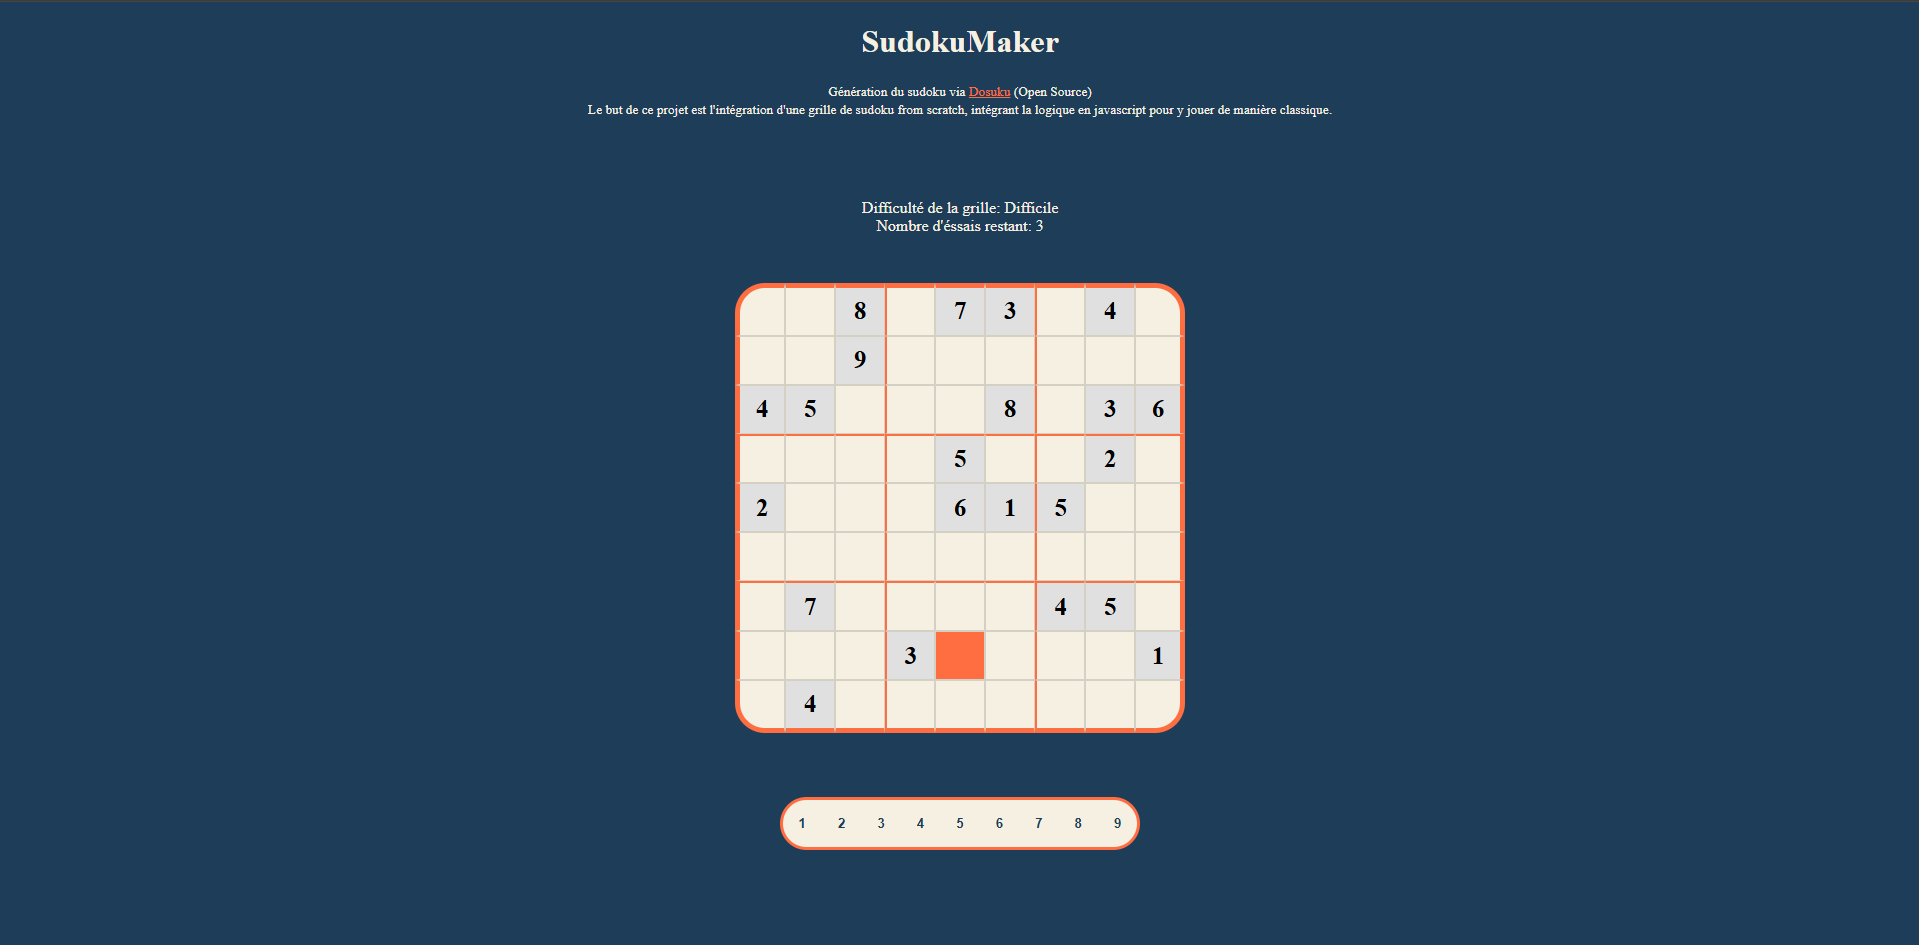 SudokuMaker
Génération du sudoku via Dosuku (Open Source)
Le but de ce projet est l'intégration d'une grille de sudoku from scratch, intégrant la logique en javascript pour y jouer de manière classique.
Difficulté de la grille: Difficile
Nombre d'éssais restant: 3
8 7 3 4
9
4 5 8 3 6
5 2
2 6 1 5
7 4 5
3 1
4
1 2 3 4 5 6 7 8 9